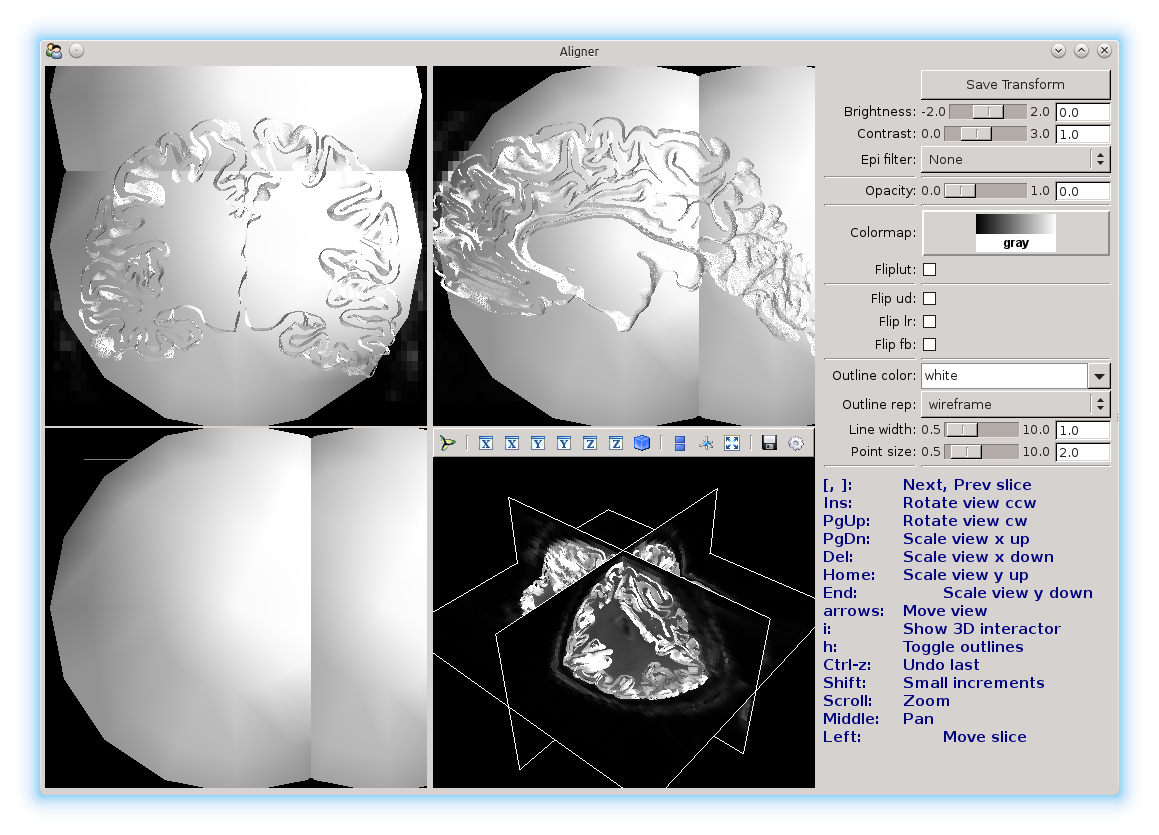 Aligner
Save Transform
Brightness: -2.0 2.0 0.0
Contrast: 0.0 3.0 1.0
Epi filter: None
Opacity: 0.0 1.0 0.0
Colormap: gray
Fliplut:
Flip ud:
Flip lr:
Flip fb:
Outline color: white
Outline rep: wireframe
Line width: 0.5 10.0 1.0
Point size: 0.5 10.0 2.0
X X Y Y Z Z
[, ]: Next, Prev slice
Ins: Rotate view ccw
PgUp: Rotate view cw
PgDn: Scale view x up
Del: Scale view x down
Home: Scale view y up
End: Scale view y down
arrows: Move view
i: Show 3D interactor
h: Toggle outlines
Ctrl-z: Undo last
Shift: Small increments
Scroll: Zoom
Middle: Pan
Left: Move slice